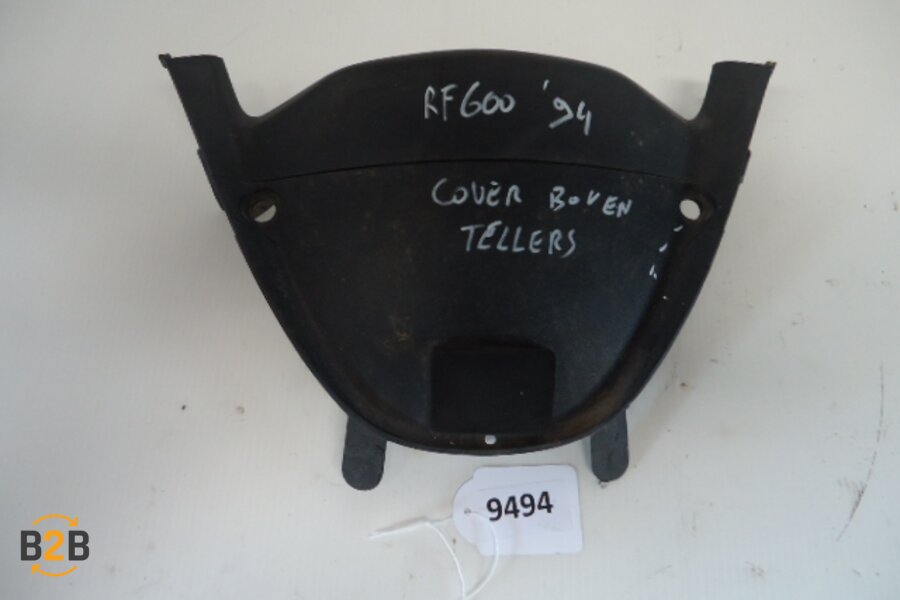 RF600 '94
COVER BOVEN
TELLERS
9494
B2B